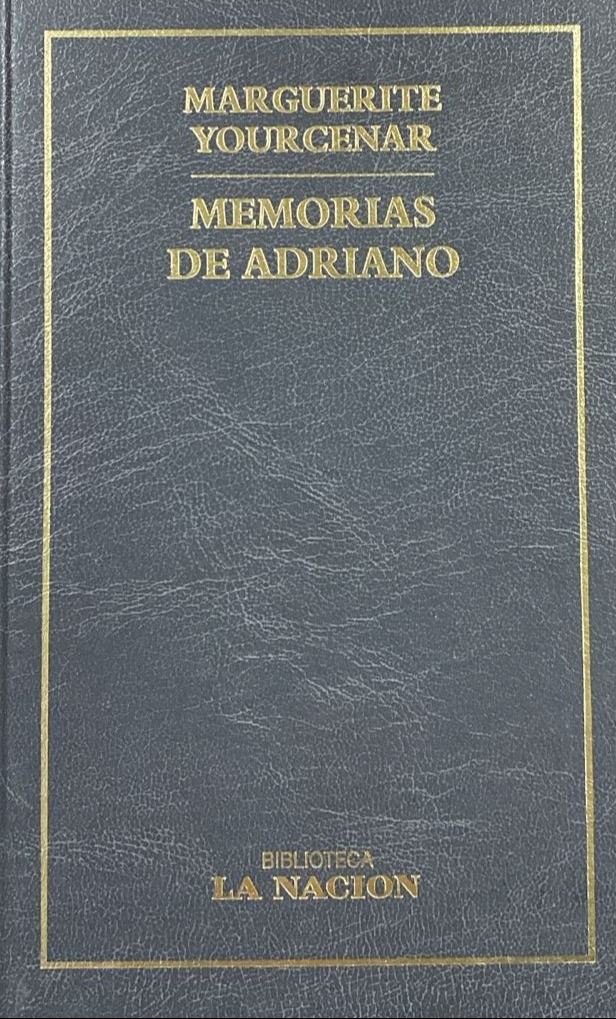 MARGUERITE
YOURCENAR
MEMORIAS
DE ADRIANO
BIBLIOTECA
LA NACION